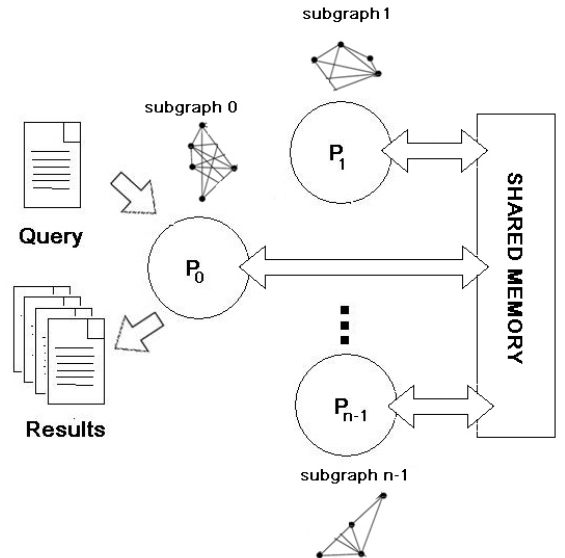 subgraph 1
subgraph 0
P1
Query
P0
SHARED MEMORY
Results
Pn-1
subgraph n-1